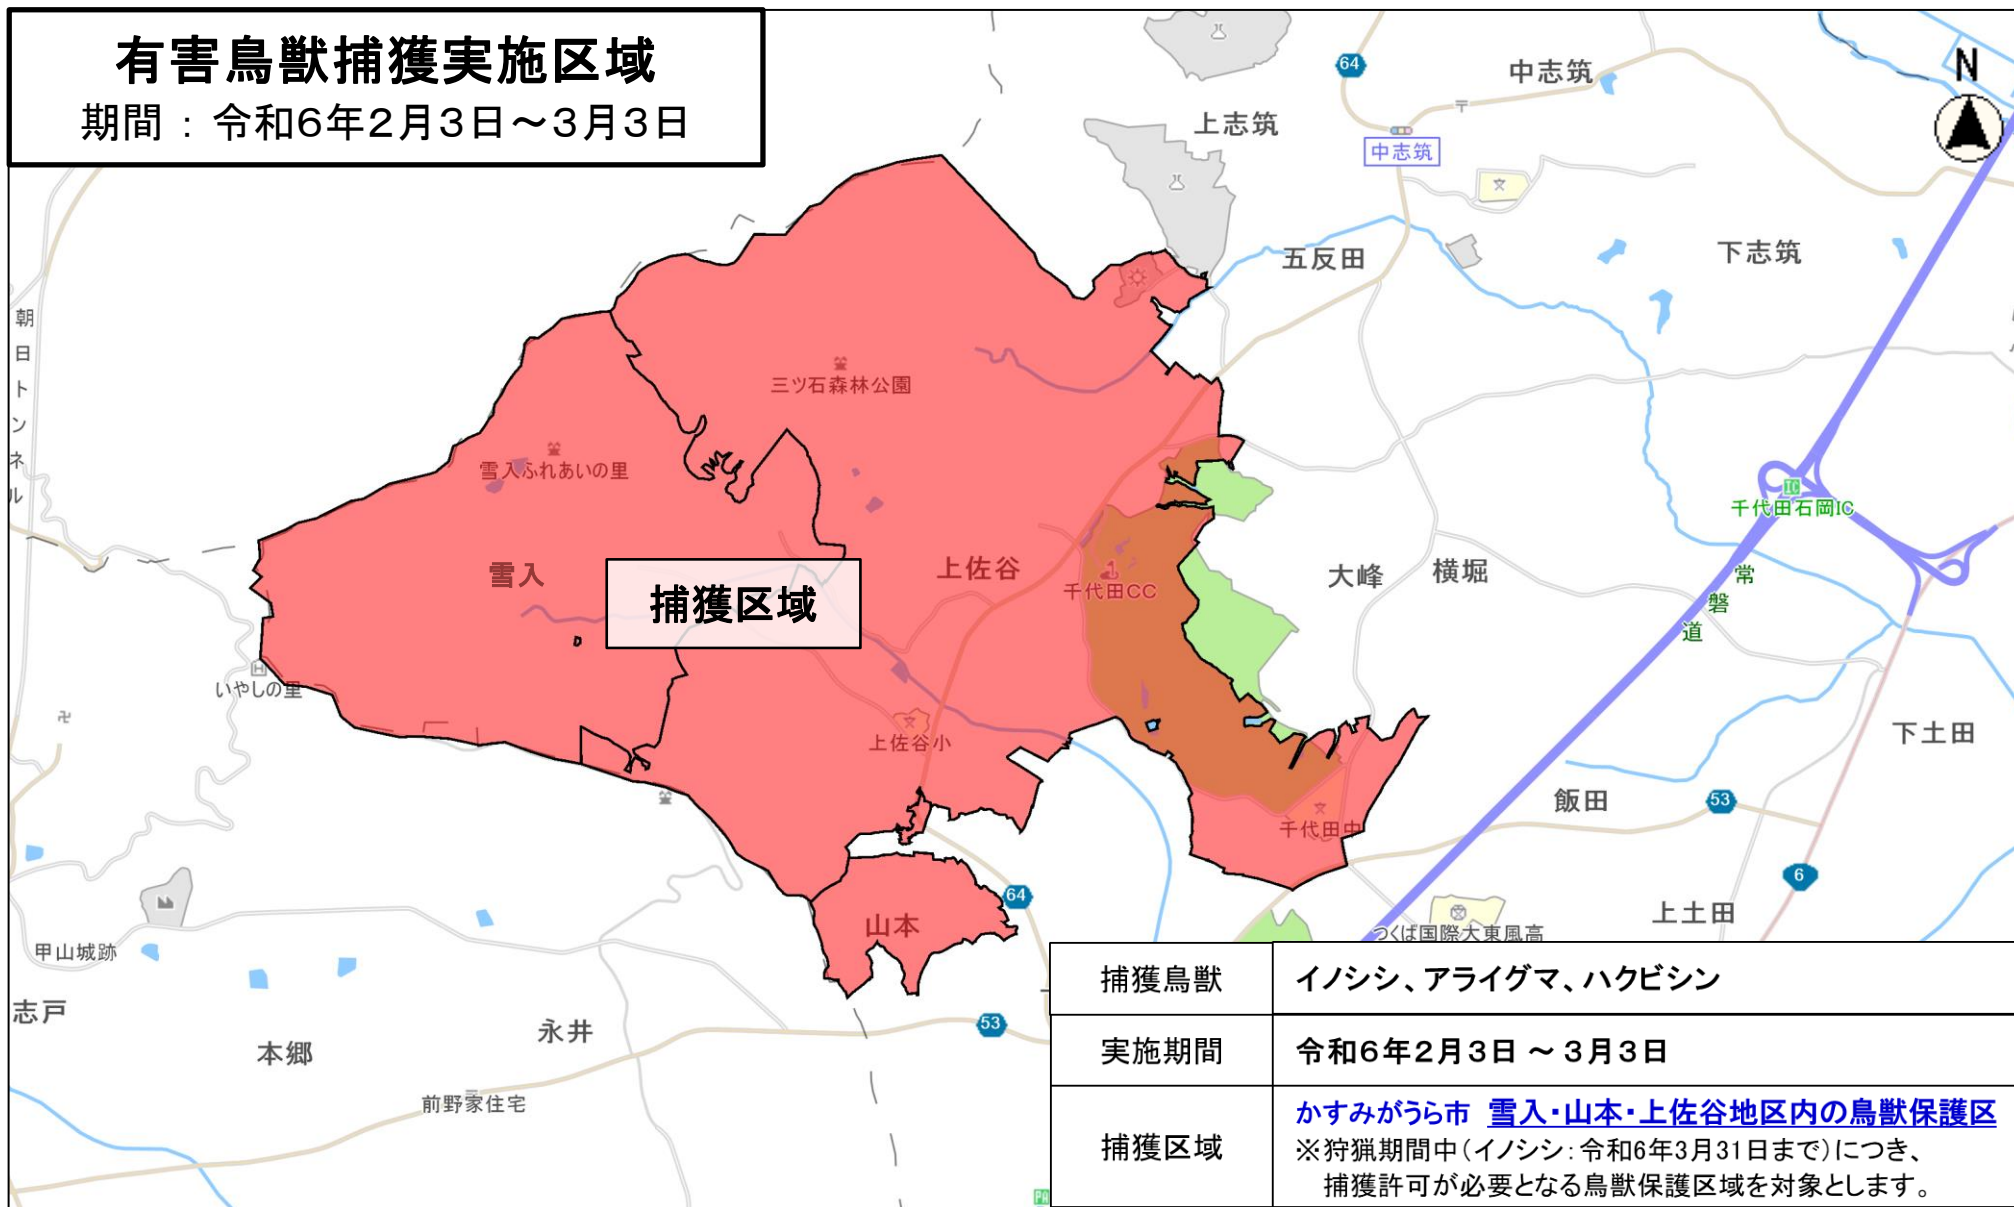 有害鳥獣捕獲実施区域
期間：令和6年2月3日～3月3日
N
64
中志筑
上志筑
中志筑
五反田
下志筑
朝日トンネル
三ツ石森林公園
雪入ふれあいの里
IC
千代田石岡IC
雪入
捕獲区域
上佐谷
千代田CC
大峰
横堀
常磐道
いやしの里
上佐谷小
下土田
飯田
53
千代田中
6
64
山本
上土田
つくば国際大東風高
甲山城跡
志戸
本郷
永井
53
前野家住宅
PA
捕獲鳥獣
イノシシ、アライグマ、ハクビシン
実施期間
令和6年2月3日 ～ 3月3日
捕獲区域
かすみがうら市 雪入・山本・上佐谷地区内の鳥獣保護区
※狩猟期間中（イノシシ：令和6年3月31日まで）につき、
捕獲許可が必要となる鳥獣保護区域を対象とします。